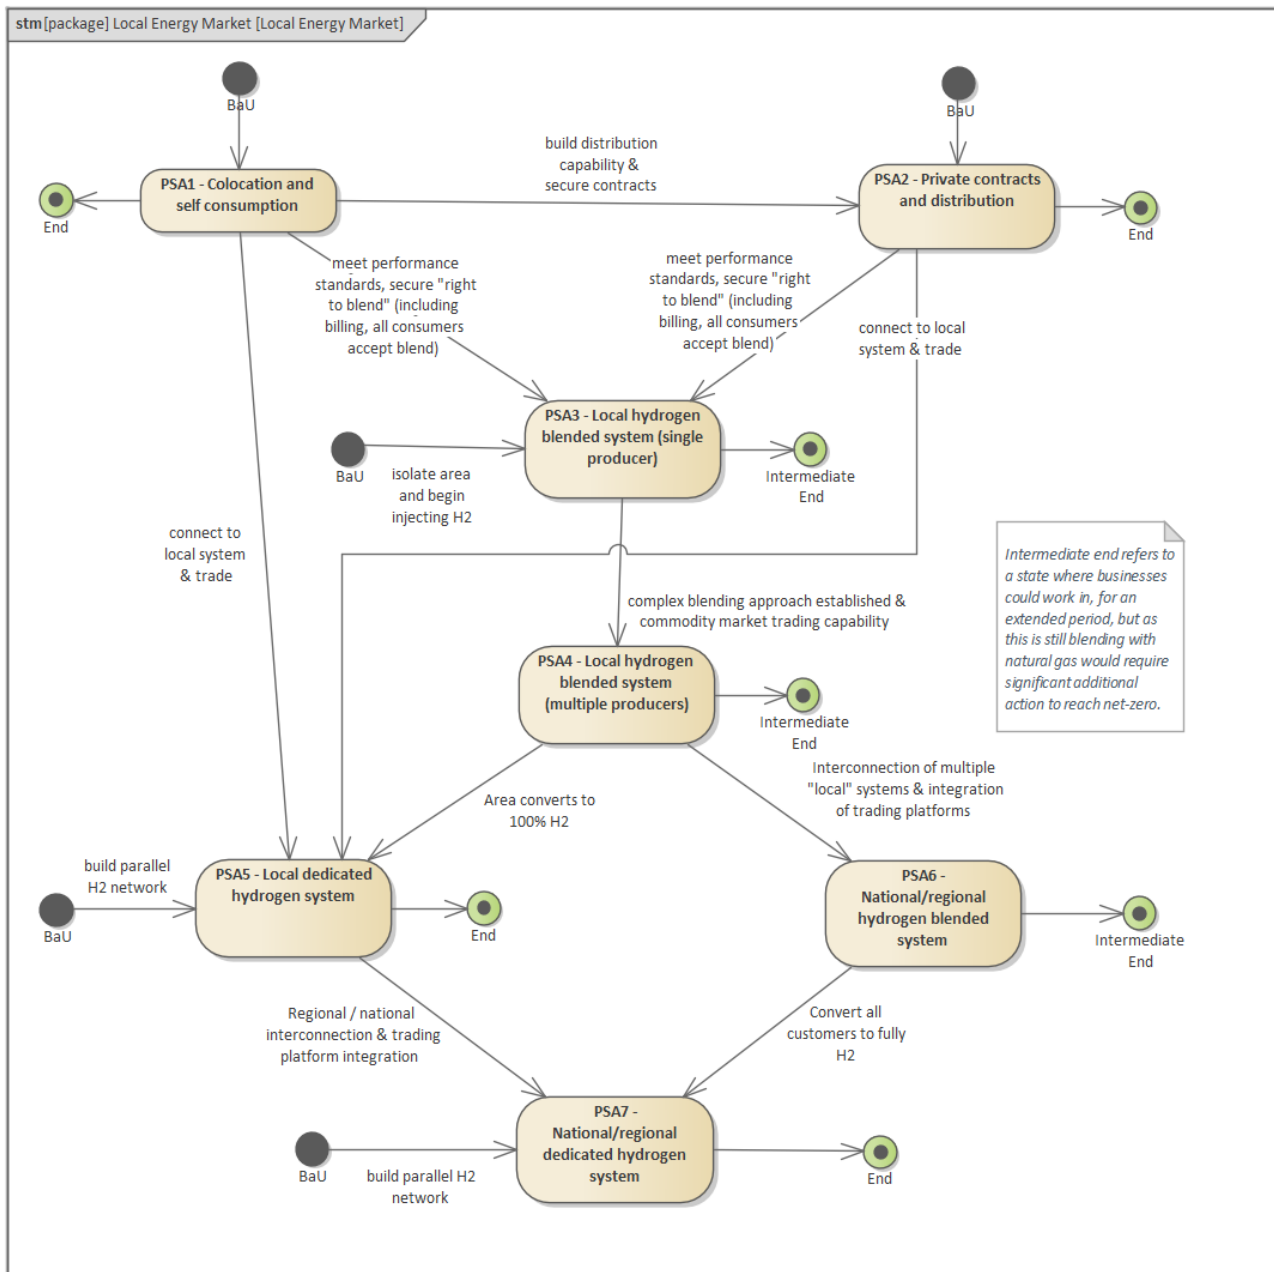 stm [package] Local Energy Market [Local Energy Market]
BaU
BaU
build distribution
capability &
secure contracts
PSA1 - Colocation and
self consumption
PSA2 - Private contracts
and distribution
End
End
meet performance
standards, secure "right
to blend" (including
billing, all consumers
accept blend)
meet performance
standards, secure "right
to blend" (including
billing, all consumers
accept blend)
connect to local
system & trade
PSA3 - Local hydrogen
blended system (single
producer)
BaU
isolate area
and begin
injecting H2
Intermediate
End
connect to
local system
& trade
Intermediate end refers to
a state where businesses
could work in, for an
extended period, but as
this is still blending with
natural gas would require
significant additional
action to reach net-zero.
complex blending approach established &
commodity market trading capability
PSA4 - Local hydrogen
blended system
(multiple producers)
Intermediate
End
Area converts to
100% H2
Interconnection of multiple
"local" systems & integration
of trading platforms
build parallel
H2 network
BaU
PSA5 - Local dedicated
hydrogen system
End
PSA6 -
National/regional
hydrogen blended
system
Intermediate
End
Regional / national
interconnection & trading
platform integration
Convert all
customers to fully
H2
PSA7 -
National/regional
dedicated hydrogen
system
BaU
build parallel H2
network
End